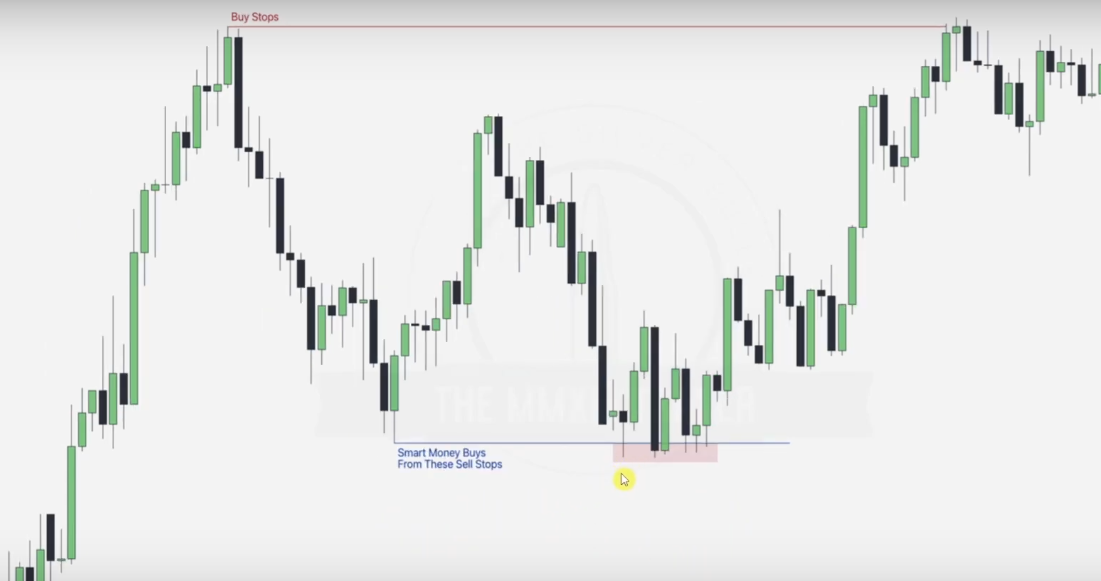 Buy Stops
Smart Money Buys
From These Sell Stops